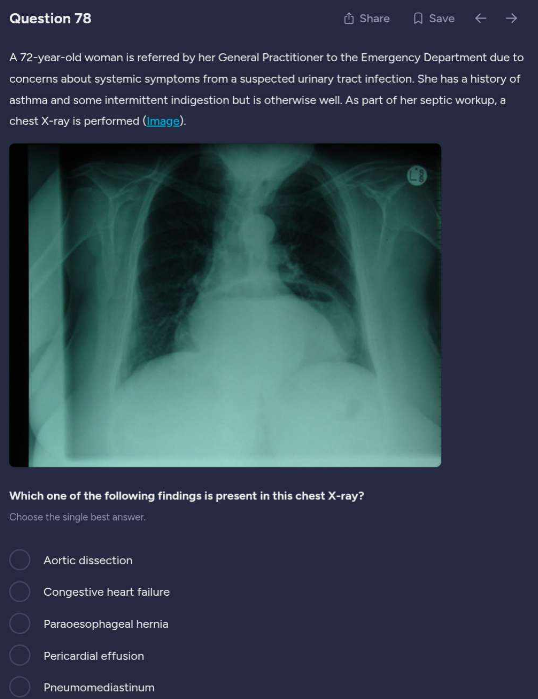 Question 78
Share
Save
A 72-year-old woman is referred by her General Practitioner to the Emergency Department due to
concerns about systemic symptoms from a suspected urinary tract infection. She has a history of
asthma and some intermittent indigestion but is otherwise well. As part of her septic workup, a
chest X-ray is performed (Image).
Which one of the following findings is present in this chest X-ray?
Choose the single best answer.
Aortic dissection
Congestive heart failure
Paraoesophageal hernia
Pericardial effusion
Pneumomediastinum